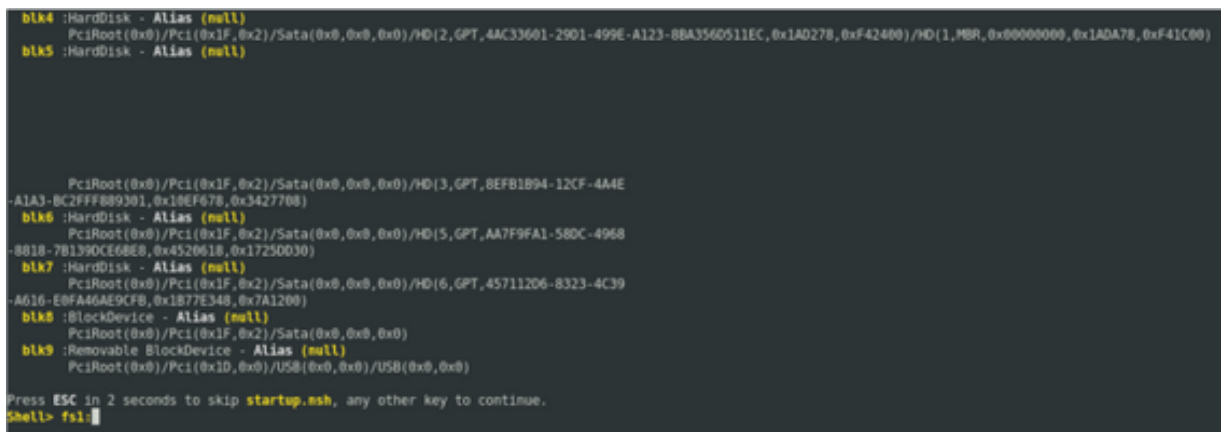 blk4 :HardDisk - Alias (null)
PciRoot(0x0)/Pci(0x1F,0x2)/Sata(0x0,0x0,0x0)/HD(2,GPT,4AC33601-29D1-499E-A123-8BA356D511EC,0x1AD278,0xF42400)/HD(1,MBR,0x00000000,0x1ADA78,0xF41C00)
blk5 :HardDisk - Alias (null)
PciRoot(0x0)/Pci(0x1F,0x2)/Sata(0x0,0x0,0x0)/HD(3,GPT,8EFB1B94-12CF-4A4E
-A1A3-BC2FFF889301,0x10EF678,0x3427708)
blk6 :HardDisk - Alias (null)
PciRoot(0x0)/Pci(0x1F,0x2)/Sata(0x0,0x0,0x0)/HD(5,GPT,AA7F9FA1-58DC-4968
-8818-7B139DCE6BE8,0x4520618,0x1725DD30)
blk7 :HardDisk - Alias (null)
PciRoot(0x0)/Pci(0x1F,0x2)/Sata(0x0,0x0,0x0)/HD(6,GPT,457112D6-8323-4C39
-A616-E0FA46AE9CFB,0x1B77E348,0x7A1200)
blk8 :BlockDevice - Alias (null)
PciRoot(0x0)/Pci(0x1F,0x2)/Sata(0x0,0x0,0x0)
blk9 :Removable BlockDevice - Alias (null)
PciRoot(0x0)/Pci(0x1D,0x0)/USB(0x0,0x0)/USB(0x0,0x0)
Press ESC in 2 seconds to skip startup.nsh, any other key to continue.
Shell> fs1: